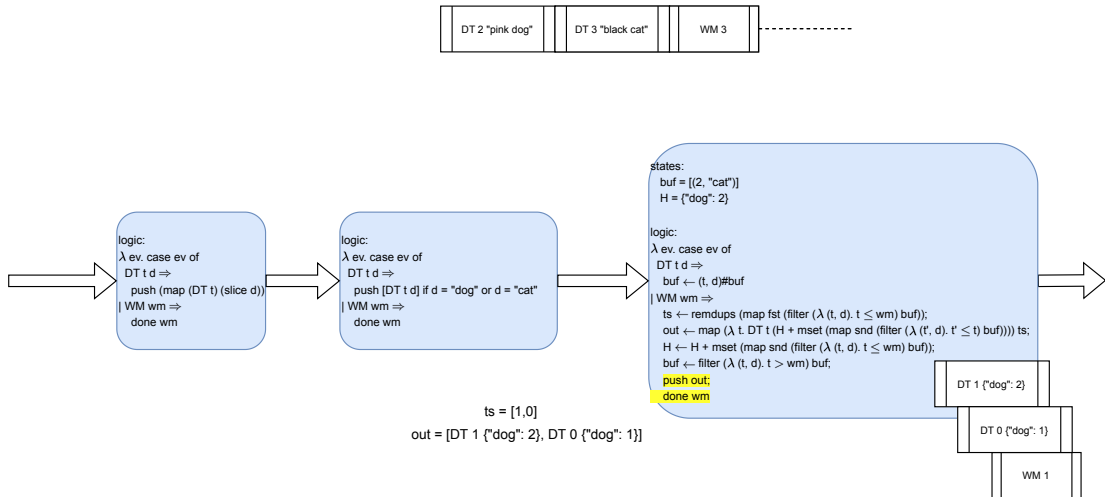 DT 2 "pink dog"
DT 3 "black cat"
WM 3
logic:
λ ev. case ev of
DT t d ⇒
push (map (DT t) (slice d))
| WM wm ⇒
done wm
logic:
λ ev. case ev of
DT t d ⇒
push [DT t d] if d = "dog" or d = "cat"
| WM wm ⇒
done wm
states:
buf = [(2, "cat")]
H = {"dog": 2}
logic:
λ ev. case ev of
DT t d ⇒
buf ← (t, d)#buf
| WM wm ⇒
ts ← remdups (map fst (filter (λ (t, d). t ≤ wm) buf));
out ← map (λ t. DT t (H + mset (map snd (filter (λ (t', d). t' ≤ t) buf)))) ts;
H ← H + mset (map snd (filter (λ (t, d). t ≤ wm) buf));
buf ← filter (λ (t, d). t > wm) buf;
push out;
done wm
DT 1 {"dog": 2}
DT 0 {"dog": 1}
WM 1
ts = [1,0]
out = [DT 1 {"dog": 2}, DT 0 {"dog": 1}]